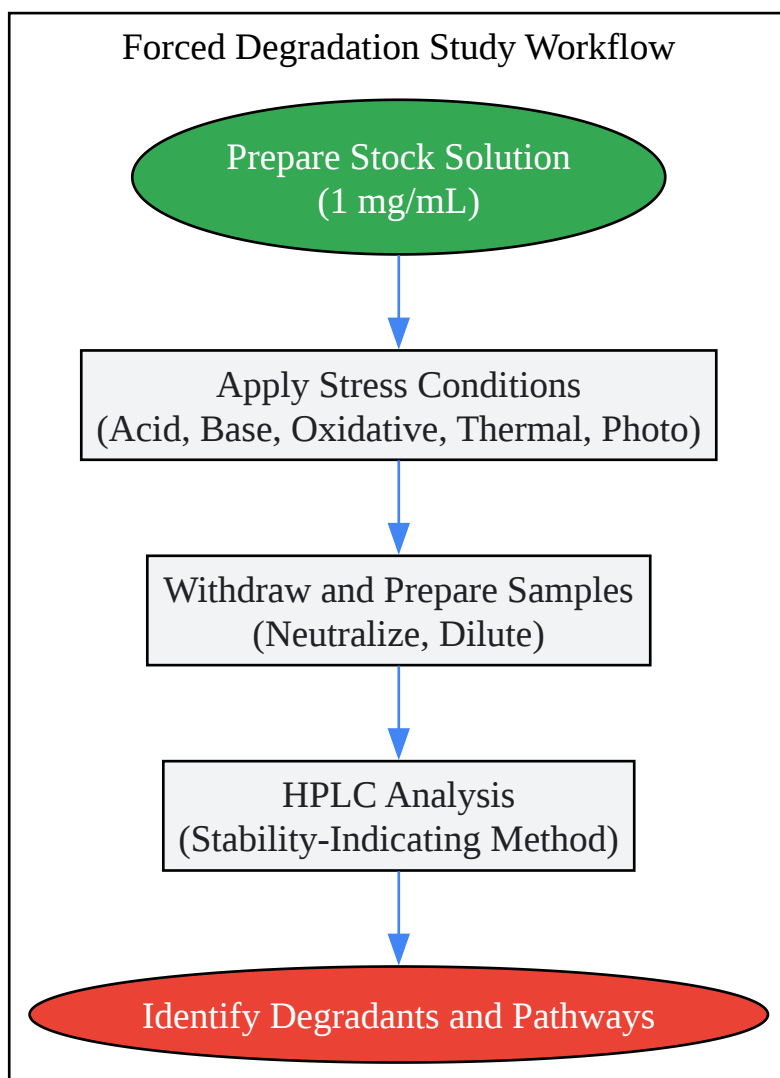 Forced Degradation Study Workflow
Prepare Stock Solution
(1 mg/mL)
Apply Stress Conditions
(Acid, Base, Oxidative, Thermal, Photo)
Withdraw and Prepare Samples
(Neutralize, Dilute)
HPLC Analysis
(Stability-Indicating Method)
Identify Degradants and Pathways